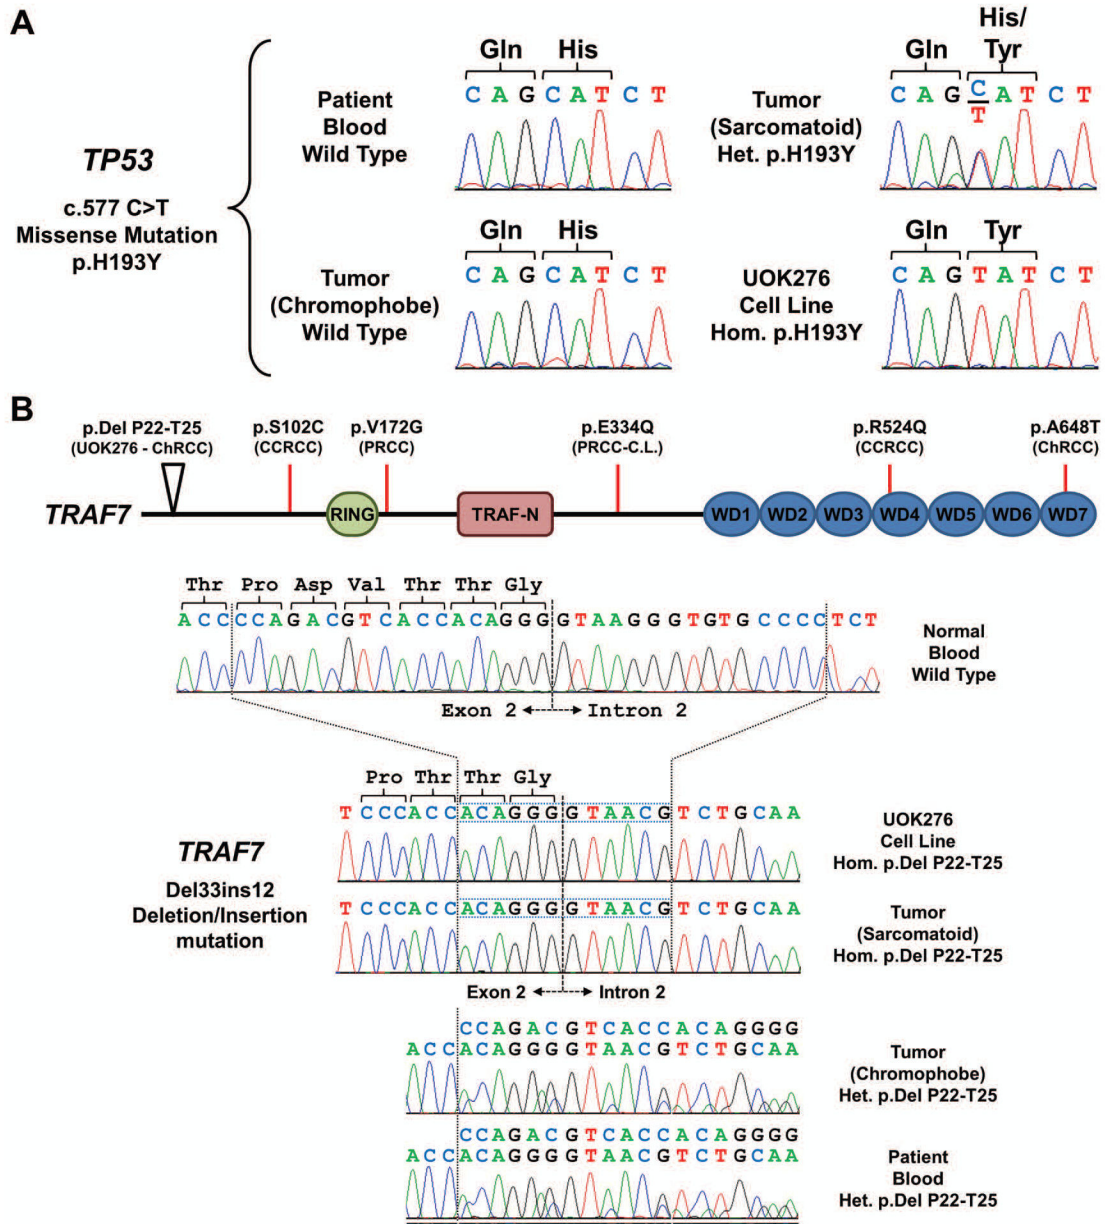 A
TP53
c.577 C>T
Missense Mutation
p.H193Y
Patient
Blood
Wild Type
Gln His
C A G C A T C T
Tumor
(Sarcomatoid)
Het. p.H193Y
His/
Gln Tyr
C A G C A T C T
T
Tumor
(Chromophobe)
Wild Type
Gln His
C A G C A T C T
UOK276
Cell Line
Hom. p.H193Y
Gln Tyr
C A G T A T C T
B
p.Del P22-T25
(UOK276 - ChRCC)
p.S102C
(CCRCC)
p.V172G
(PRCC)
p.E334Q
(PRCC-C.L.)
p.R524Q
(CCRCC)
p.A648T
(ChRCC)
TRAF7
RING
TRAF-N
WD1 WD2 WD3 WD4 WD5 WD6 WD7
Thr Pro Asp Val Thr Thr Gly
A C C C C A G A C G T C A C C A C A G G G G T A A G G G T G T G C C C C T C T
Normal
Blood
Wild Type
Exon 2 Intron 2
Pro Thr Thr Gly
T C C C A C C A C A G G G G T A A C G T C T G C A A
UOK276
Cell Line
Hom. p.Del P22-T25
TRAF7
Del33ins12
Deletion/Insertion
mutation
T C C C A C C A C A G G G G T A A C G T C T G C A A
Tumor
(Sarcomatoid)
Hom. p.Del P22-T25
Exon 2 Intron 2
C C A G A C G T C A C C A C A G G G G
A C C A C A G G G G T A A C G T C T G C A A
Tumor
(Chromophobe)
Het. p.Del P22-T25
C C A G A C G T C A C C A C A G G G G
A C C A C A G G G G T A A C G T C T G C A A
Patient
Blood
Het. p.Del P22-T25